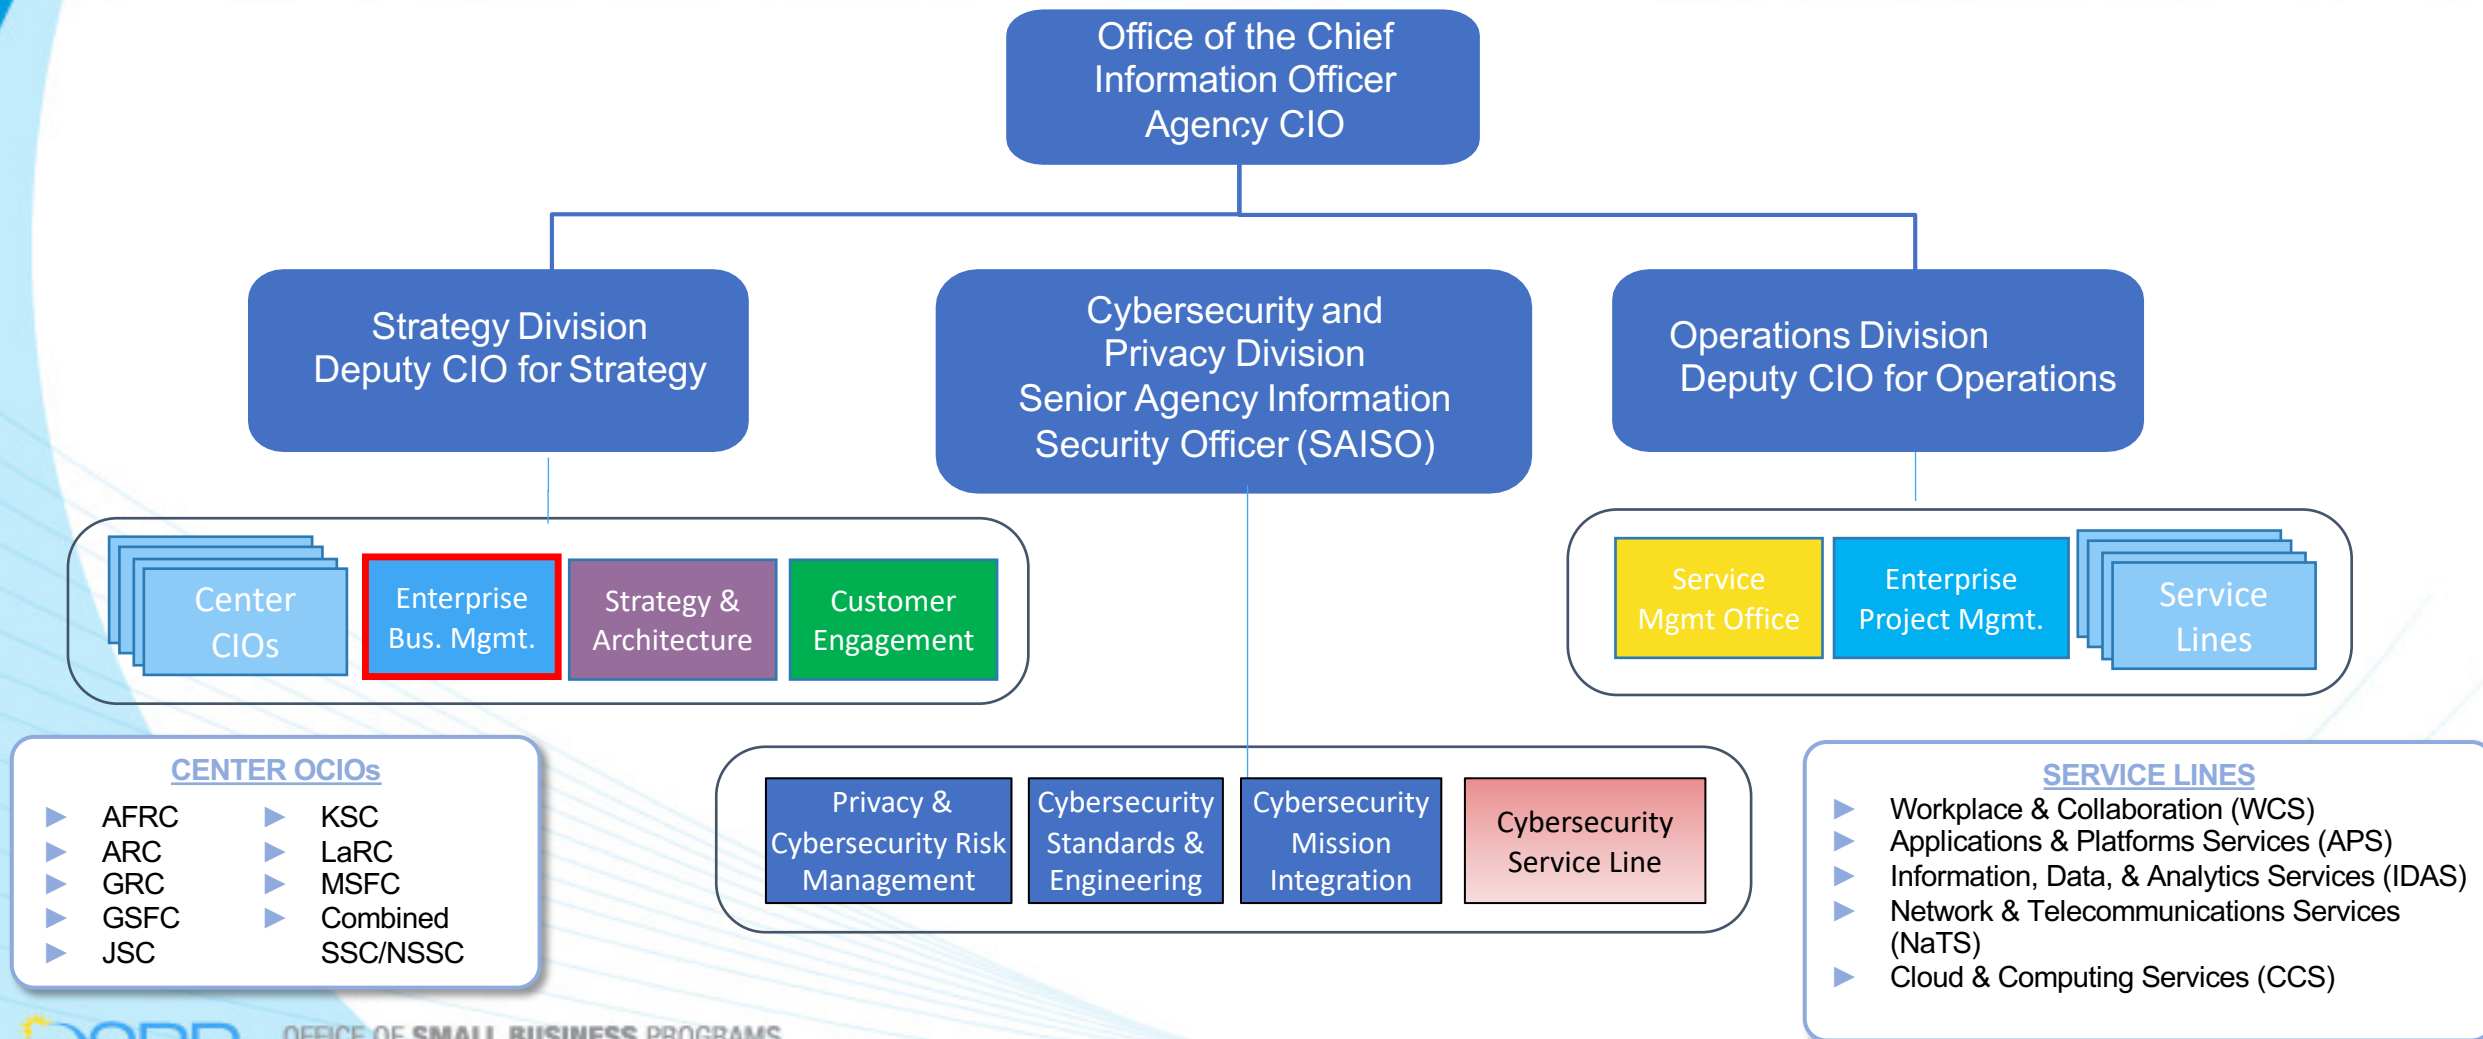 Office of the Chief
Information Officer
Agency CIO
Strategy Division
Deputy CIO for Strategy
Cybersecurity and
Privacy Division
Senior Agency Information
Security Officer (SAISO)
Operations Division
Deputy CIO for Operations
Center
CIOs
Enterprise
Bus. Mgmt.
Strategy &
Architecture
Customer
Engagement
Service
Mgmt Office
Enterprise
Project Mgmt.
Service
Lines
Privacy &
Cybersecurity Risk
Management
Cybersecurity
Standards &
Engineering
Cybersecurity
Mission
Integration
Cybersecurity
Service Line
CENTER OCIOs
AFRC
ARC
GRC
GSFC
JSC
KSC
LaRC
MSFC
Combined
SSC/NSSC
SERVICE LINES
Workplace & Collaboration (WCS)
Applications & Platforms Services (APS)
Information, Data, & Analytics Services (IDAS)
Network & Telecommunications Services
(NaTS)
Cloud & Computing Services (CCS)
OFFICE OF SMALL BUSINESS PROGRAMS